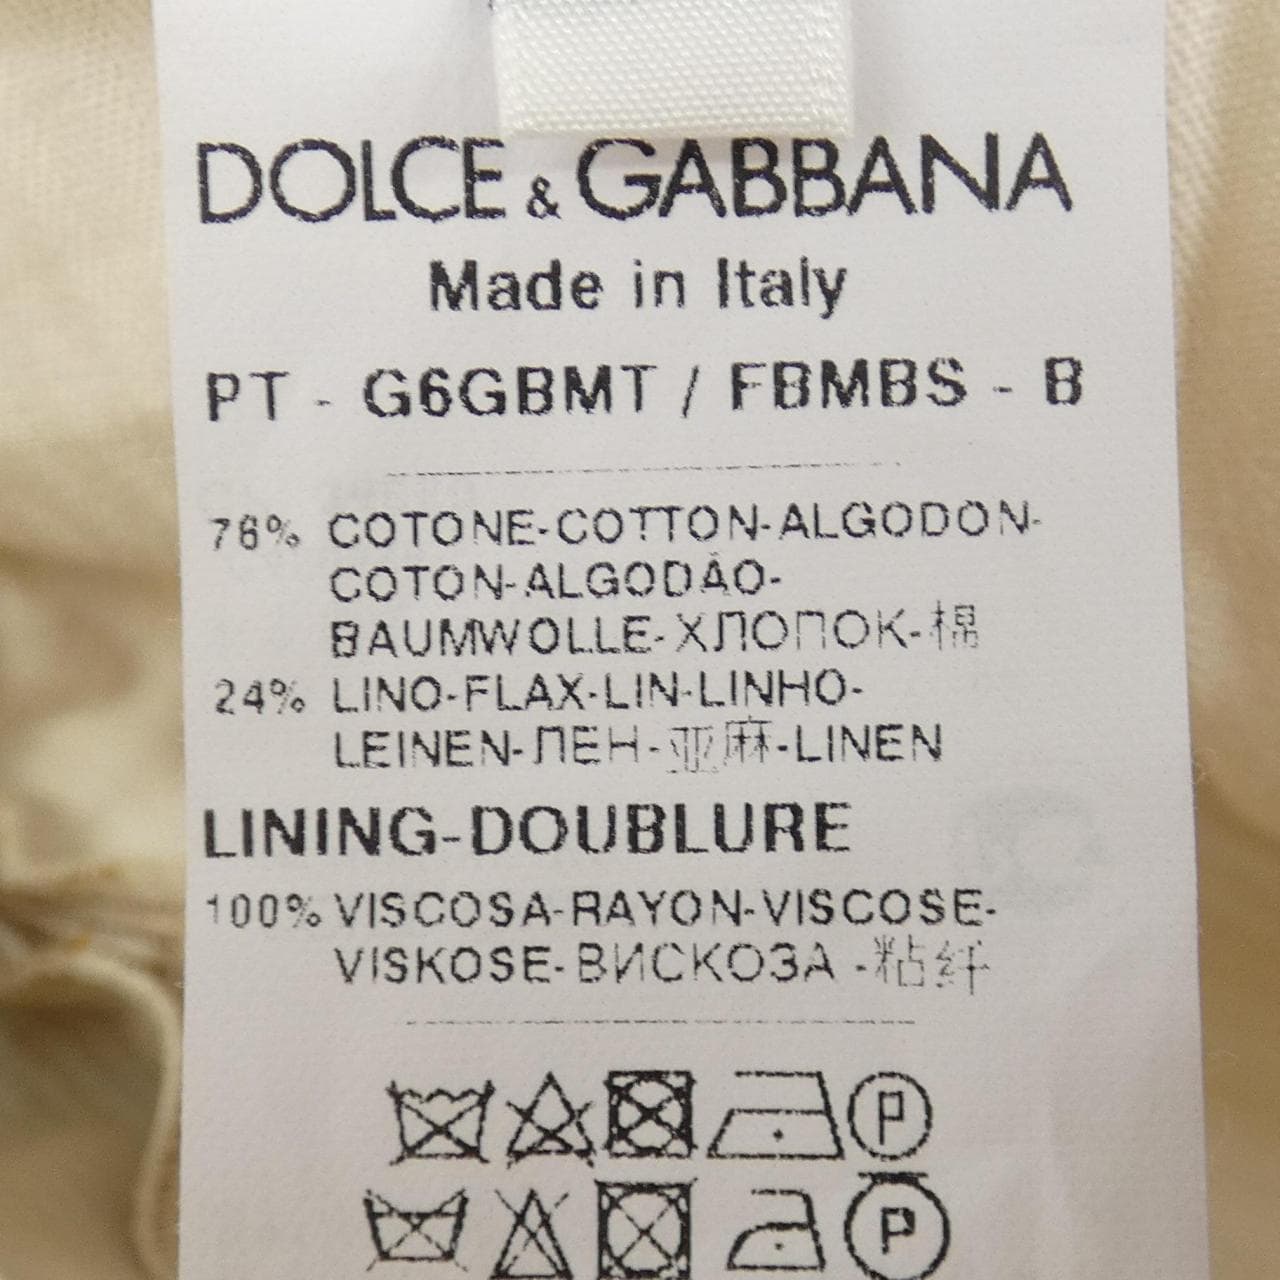 DOLCE & GABBANA
Made in Italy
PT - G6GBMT / FBMBS - B
76% COTONE-COTTON-ALGODON-
COTON-ALGODÃO-
BAUMWOLLE-ХЛОПОК-棉
24% LINO-FLAX-LIN-LINHO-
LEINEN-ЛЕН-亚麻-LINEN
LINING-DOUBLURE
100% VISCOSA-RAYON-VISCOSE-
VISKOSE-ВИСКОЗА -粘纤
P
P